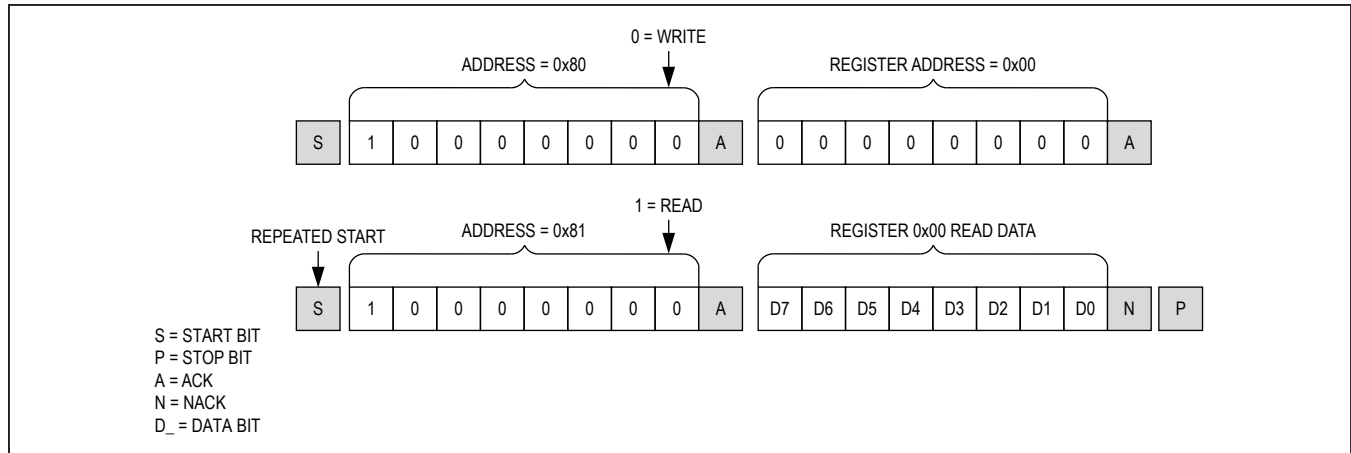 0 = WRITE
ADDRESS = 0x80 REGISTER ADDRESS = 0x00
S 1 0 0 0 0 0 0 0 A 0 0 0 0 0 0 0 0 A
1 = READ
REPEATED START ADDRESS = 0x81 REGISTER 0x00 READ DATA
S 1 0 0 0 0 0 0 0 A D7 D6 D5 D4 D3 D2 D1 D0 N P
S = START BIT
P = STOP BIT
A = ACK
N = NACK
D_ = DATA BIT